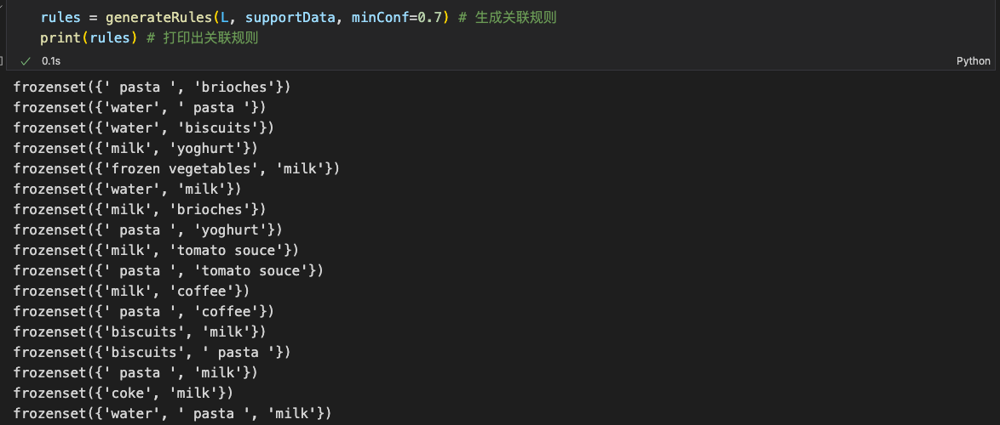 rules = generateRules(L, supportData, minConf=0.7) # 生成关联规则
print(rules) # 打印出关联规则
0.1s
Python
frozenset({' pasta ', 'brioches'})
frozenset({'water', ' pasta '})
frozenset({'water', 'biscuits'})
frozenset({'milk', 'yoghurt'})
frozenset({'frozen vegetables', 'milk'})
frozenset({'water', 'milk'})
frozenset({'milk', 'brioches'})
frozenset({' pasta ', 'yoghurt'})
frozenset({'milk', 'tomato souce'})
frozenset({' pasta ', 'tomato souce'})
frozenset({'milk', 'coffee'})
frozenset({' pasta ', 'coffee'})
frozenset({'biscuits', 'milk'})
frozenset({'biscuits', ' pasta '})
frozenset({' pasta ', 'milk'})
frozenset({'coke', 'milk'})
frozenset({'water', ' pasta ', 'milk'})